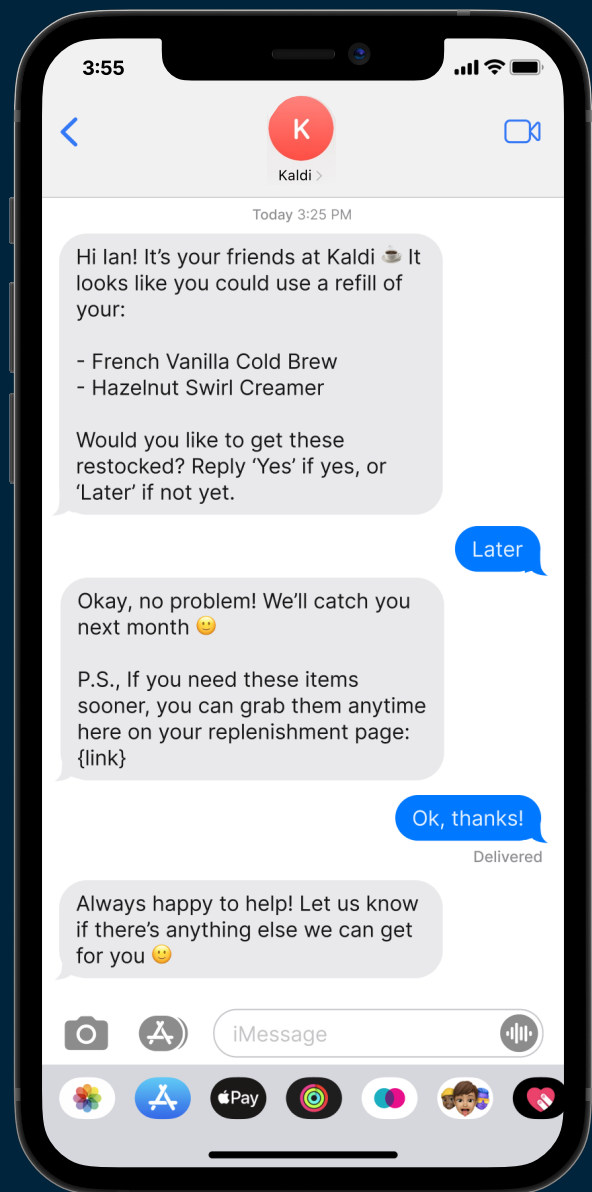 3:55
K
Kaldi >
Today 3:25 PM
Hi Ian! It’s your friends at Kaldi ☕ It
looks like you could use a refill of
your:
- French Vanilla Cold Brew
- Hazelnut Swirl Creamer
Would you like to get these
restocked? Reply ‘Yes’ if yes, or
‘Later’ if not yet.
Later
Okay, no problem! We’ll catch you
next month 🙂
P.S., If you need these items
sooner, you can grab them anytime
here on your replenishment page:
{link}
Ok, thanks!
Delivered
Always happy to help! Let us know
if there’s anything else we can get
for you 🙂
iMessage
Pay